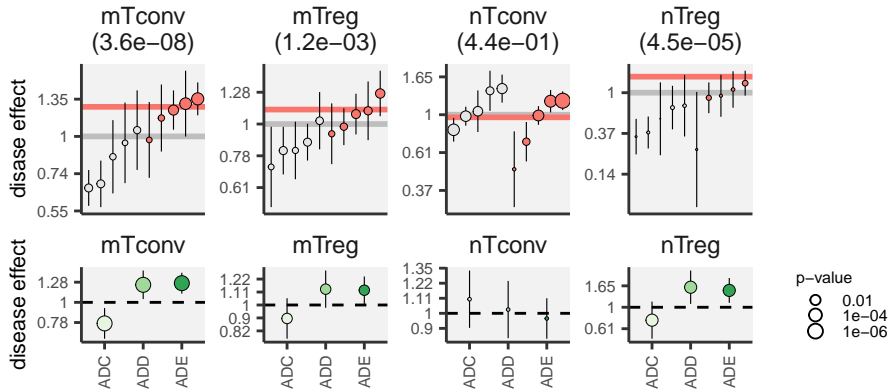 mTconv
(3.6e−08)
mTreg
(1.2e−03)
nTconv
(4.4e−01)
nTreg
(4.5e−05)
disase effect
1.35
1
0.74
0.55
1.28
1
0.78
0.61
1.65
1
0.61
0.37
1
0.37
0.14
mTconv
mTreg
nTconv
nTreg
disease effect
1.28
1
0.78
1.22
1.11
1
0.9
0.82
1.35
1.22
1.11
1
0.9
1.65
1
0.61
ADC
ADD
ADE
ADC
ADD
ADE
ADC
ADD
ADE
ADC
ADD
ADE
p−value
0.01
1e−04
1e−06